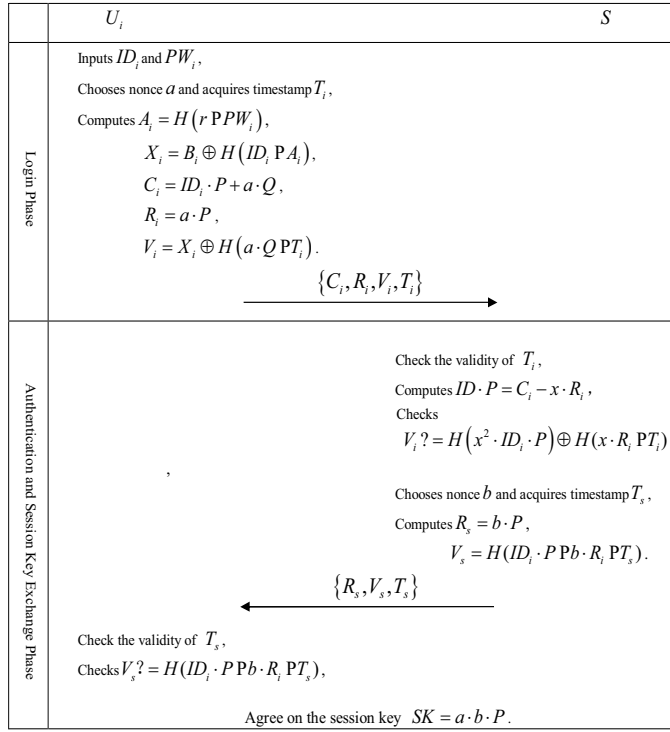 U_i S
Login Phase
Inputs ID_i and PW_i,
Chooses nonce a and acquires timestamp T_i,
Computes A_i = H(r P PW_i),
X_i = B_i ⊕ H(ID_i P A_i),
C_i = ID_i · P + a · Q,
R_i = a · P,
V_i = X_i ⊕ H(a · Q P T_i).
{C_i, R_i, V_i, T_i}
Authentication and Session Key Exchange Phase
Check the validity of T_i,
Computes ID · P = C_i − x · R_i,
Checks
V_i ? = H(x² · ID_i · P) ⊕ H(x · R_i P T_i)
,
Chooses nonce b and acquires timestamp T_s,
Computes R_s = b · P,
V_s = H(ID_i · P P b · R_i P T_s).
{R_s, V_s, T_s}
Check the validity of T_s,
Checks V_s ? = H(ID_i · P P b · R_i P T_s),
Agree on the session key SK = a · b · P.